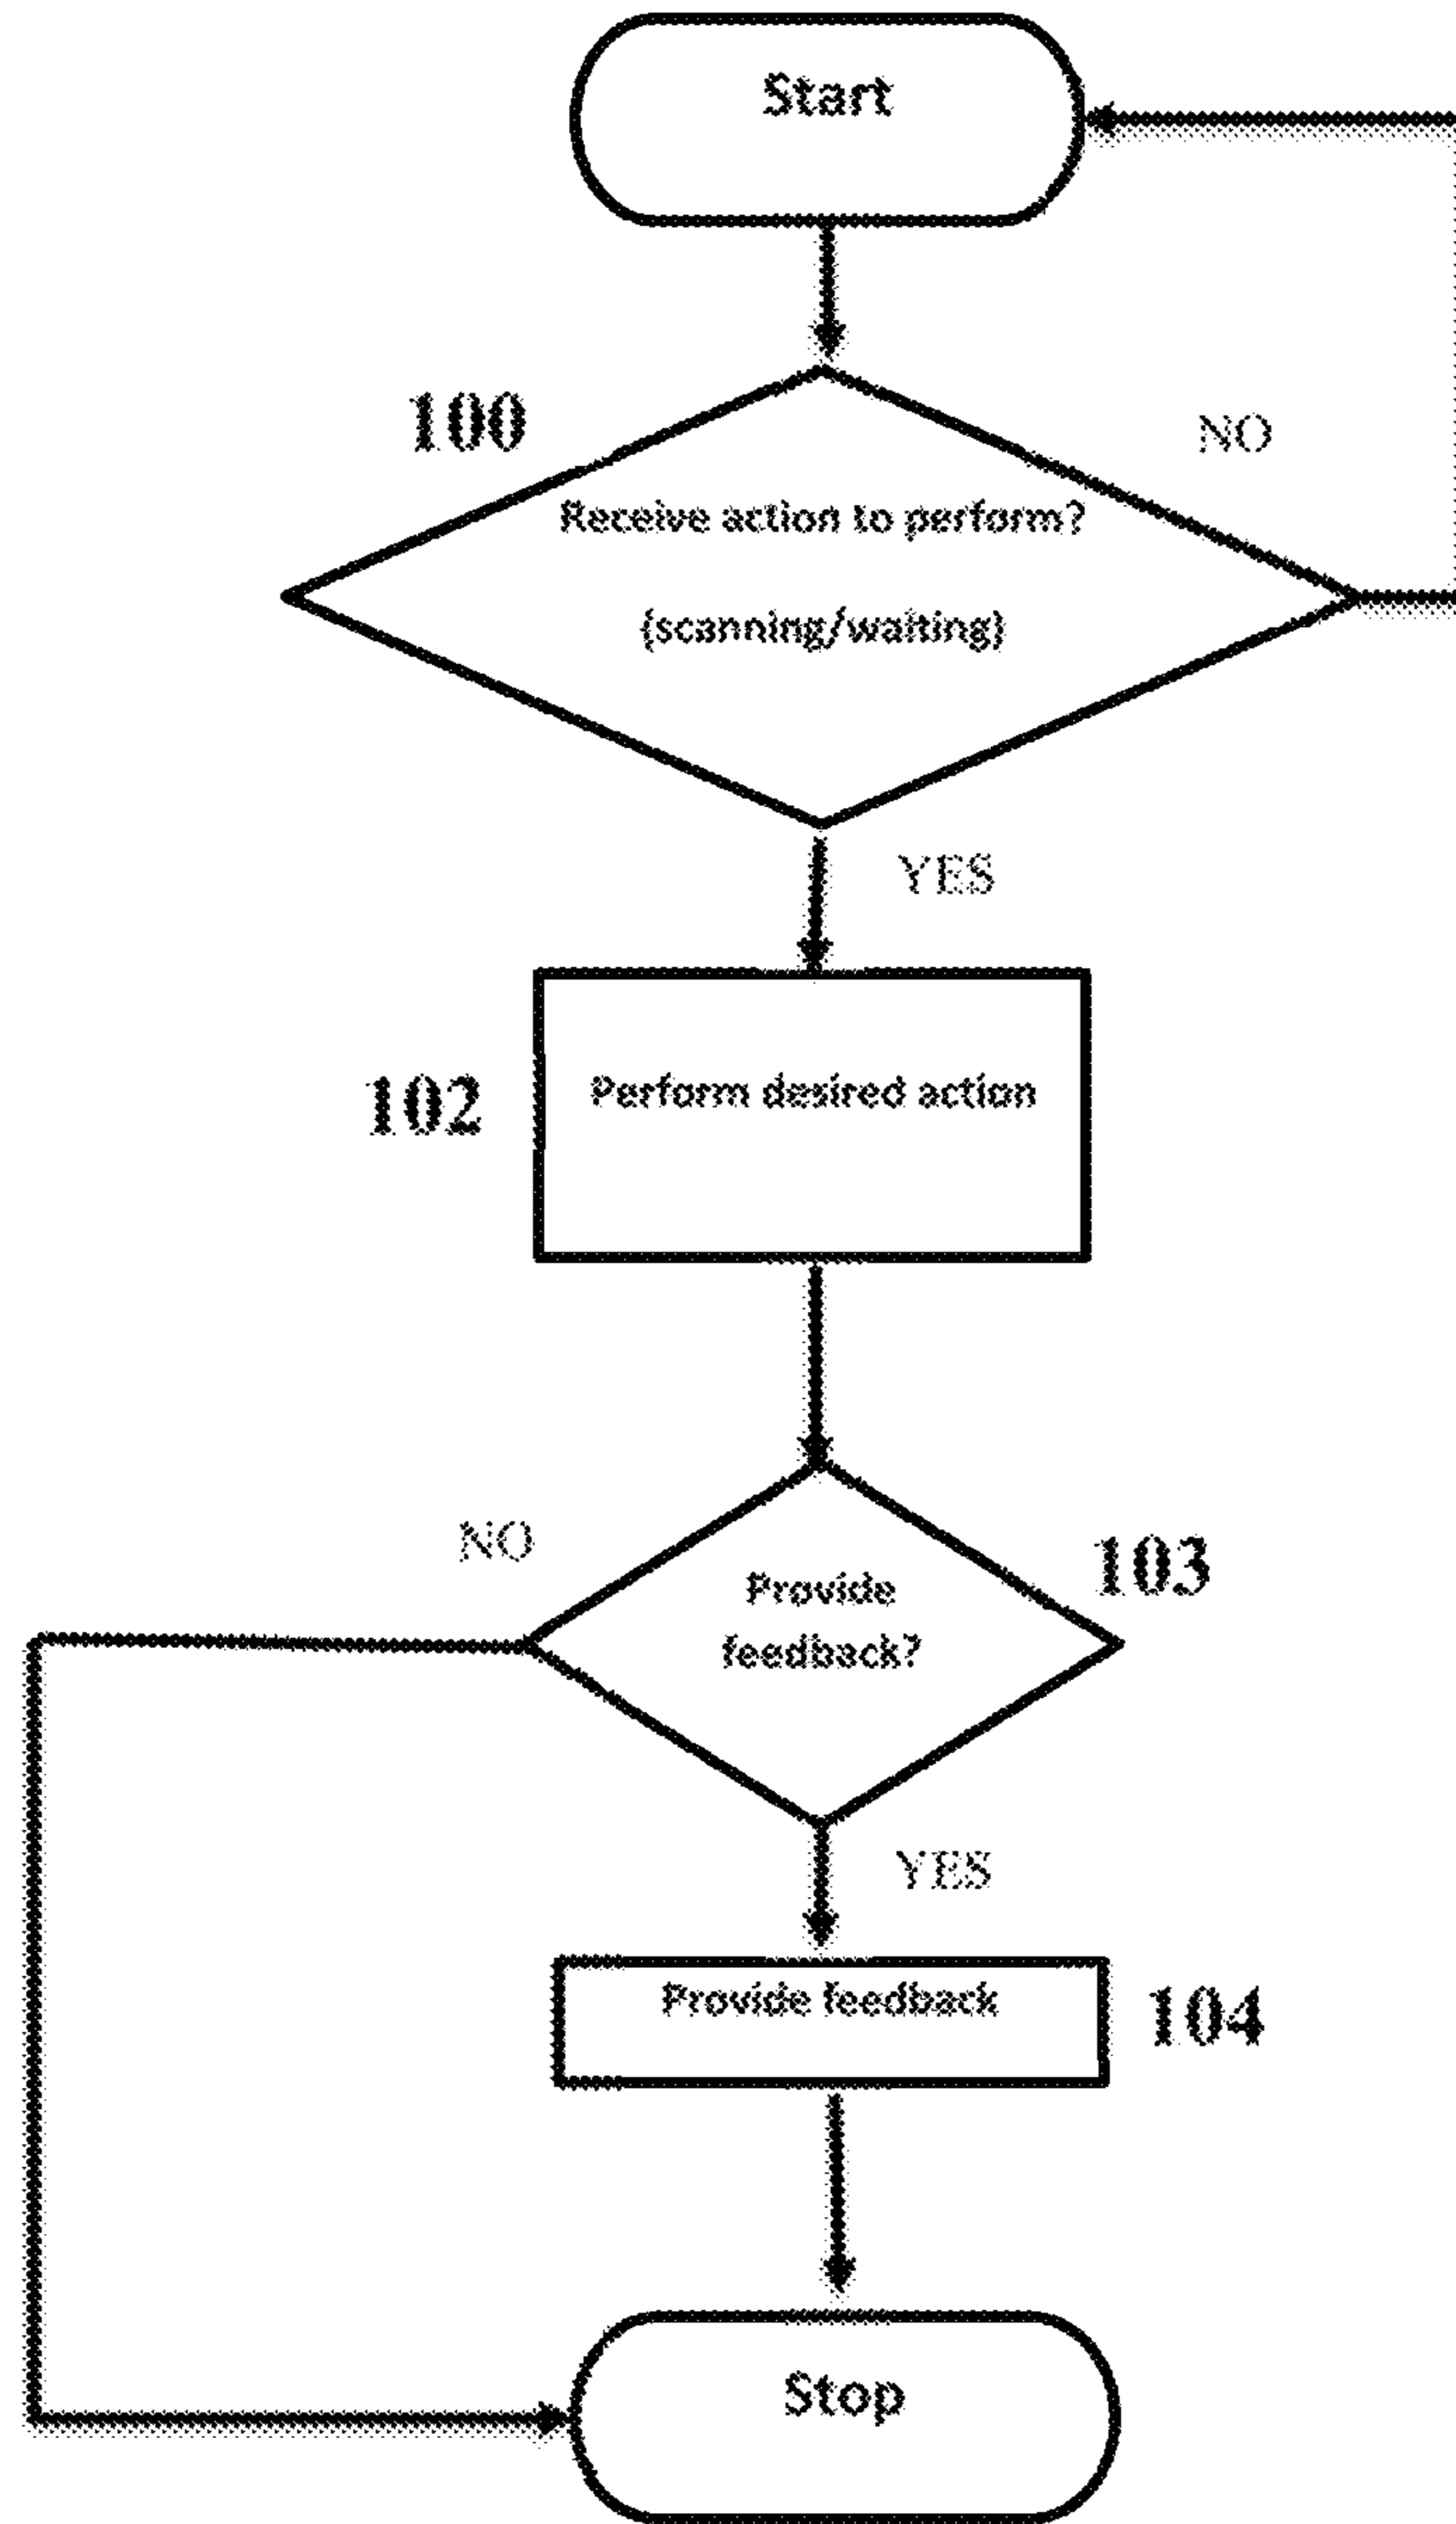 Start
100
NO
Receive action to perform?
(scanning/waiting)
YES
102
Perform desired action
NO
103
Provide
feedback?
YES
Provide feedback
104
Stop